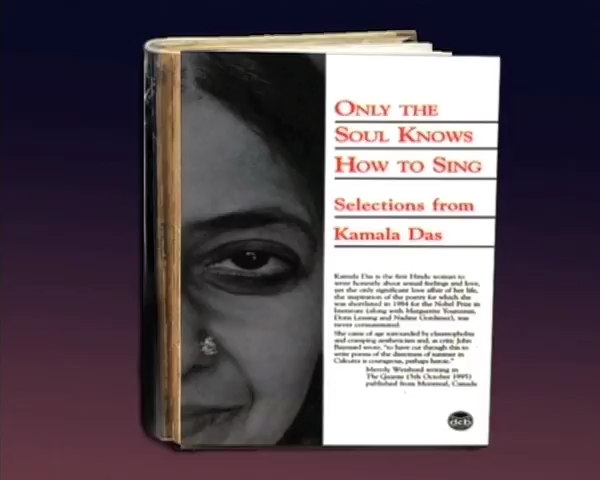 ONLY THE
SOUL KNOWS
HOW TO SING
Selections from
Kamala Das
Kamala Das is the first Hindu woman to
write honestly about sexual feelings and love,
yet the only significant love affair of her life,
the inspiration of the poetry for which she
was shortlisted in 1984 for the Nobel Prize in
literature (along with Marguerite Yourcenar,
Doris Lessing and Nadine Gordimer), was
never consummated.
She came of age surrounded by claustrophobic
and cramping aestheticism and, as critic John
wrote, "to have cut through this to
write poems of the directness of summer in
Calcutta is courageous, perhaps heroic."
Merrily Weisbord writing in
The Gazette (5th October 1995)
published from Montreal, Canada
dcb